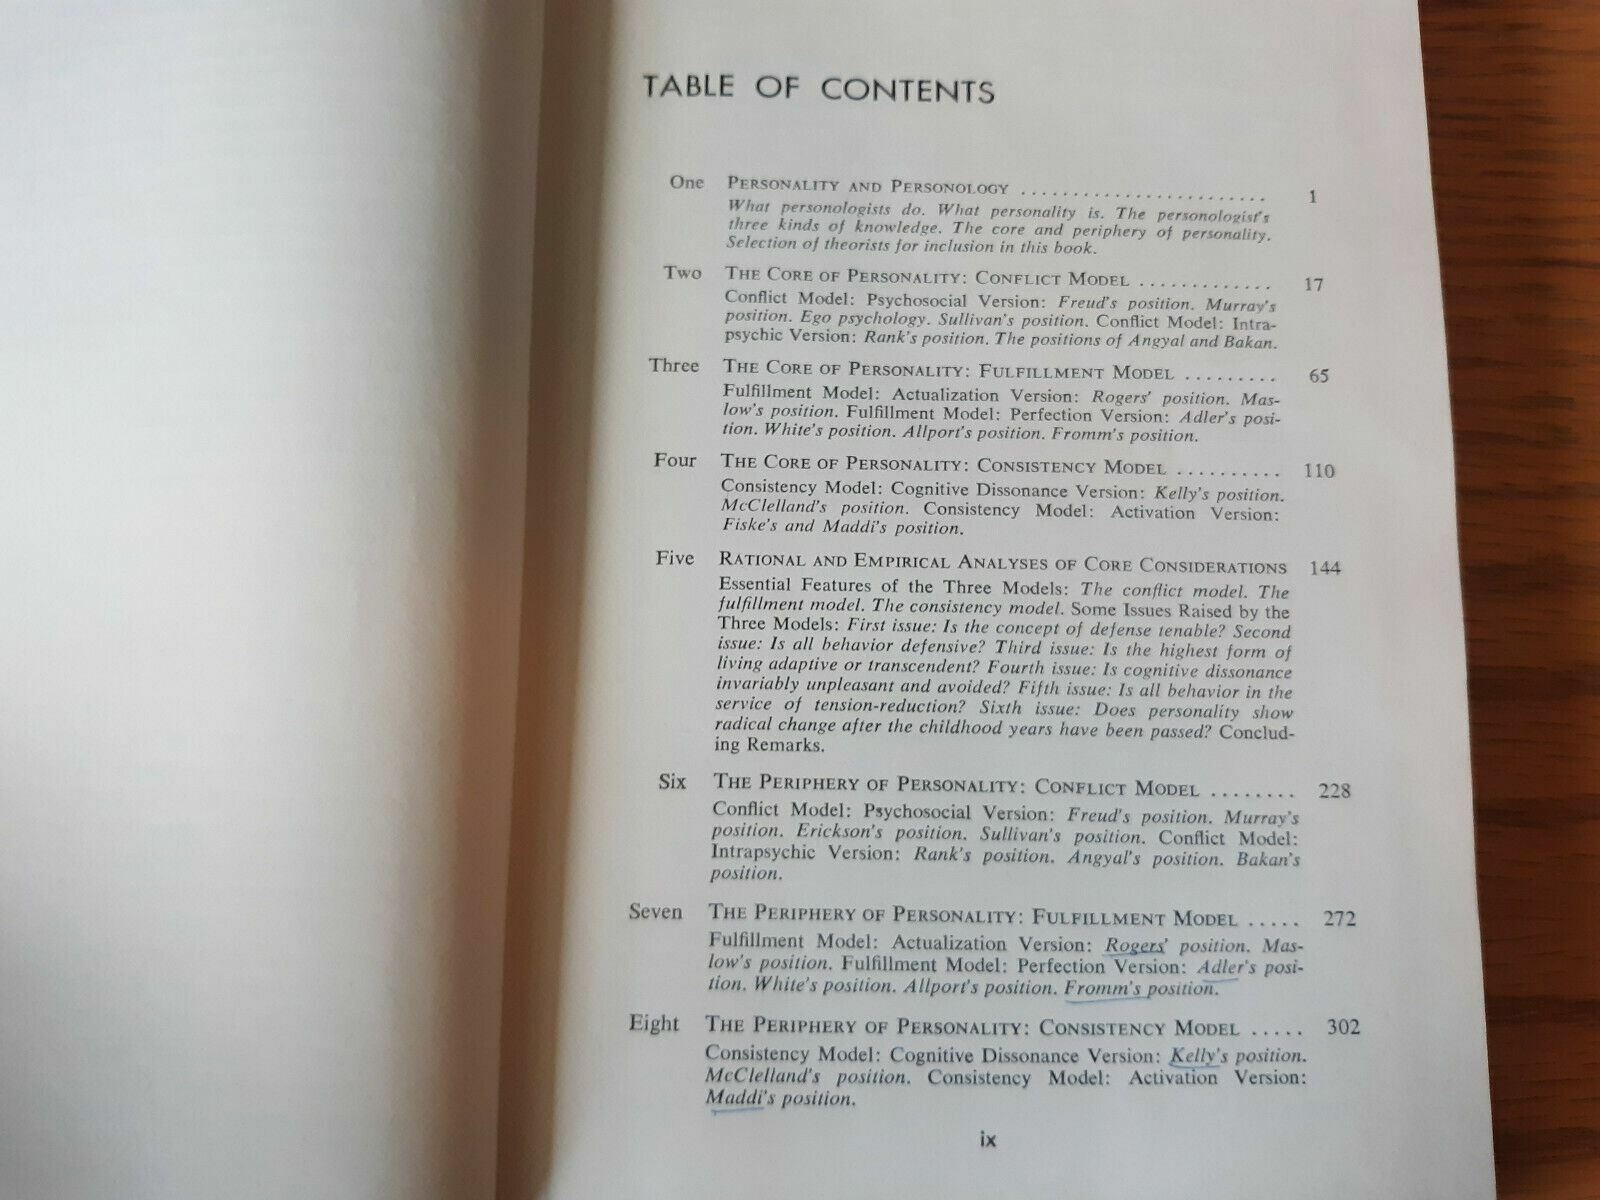 TABLE OF CONTENTS
One PERSONALITY AND PERSONOLOGY ........................ 1
What personologists do. What personality is. The personologist's
three kinds of knowledge. The core and periphery of personality.
Selection of theorists for inclusion in this book.
Two THE CORE OF PERSONALITY: CONFLICT MODEL ............. 17
Conflict Model: Psychosocial Version: Freud's position. Murray's
position. Ego psychology. Sullivan's position. Conflict Model: Intra-
psychic Version: Rank's position. The positions of Angyal and Bakan.
Three THE CORE OF PERSONALITY: FULFILLMENT MODEL ......... 65
Fulfillment Model: Actualization Version: Rogers' position. Mas-
low's position. Fulfillment Model: Perfection Version: Adler's posi-
tion. White's position. Allport's position. Fromm's position.
Four THE CORE OF PERSONALITY: CONSISTENCY MODEL .......... 110
Consistency Model: Cognitive Dissonance Version: Kelly's position.
McClelland's position. Consistency Model: Activation Version:
Fiske's and Maddi's position.
Five RATIONAL AND EMPIRICAL ANALYSES OF CORE CONSIDERATIONS 144
Essential Features of the Three Models: The conflict model. The
fulfillment model. The consistency model. Some Issues Raised by the
Three Models: First issue: Is the concept of defense tenable? Second
issue: Is all behavior defensive? Third issue: Is the highest form of
living adaptive or transcendent? Fourth issue: Is cognitive dissonance
invariably unpleasant and avoided? Fifth issue: Is all behavior in the
service of tension-reduction? Sixth issue: Does personality show
radical change after the childhood years have been passed? Conclud-
ing Remarks.
Six THE PERIPHERY OF PERSONALITY: CONFLICT MODEL ........ 228
Conflict Model: Psychosocial Version: Freud's position. Murray's
position. Erickson's position. Sullivan's position. Conflict Model:
Intrapsychic Version: Rank's position. Angyal's position. Bakan's
position.
Seven THE PERIPHERY OF PERSONALITY: FULFILLMENT MODEL ..... 272
Fulfillment Model: Actualization Version: Rogers' position. Mas-
low's position. Fulfillment Model: Perfection Version: Adler's posi-
tion. White's position. Allport's position. Fromm's position.
Eight THE PERIPHERY OF PERSONALITY: CONSISTENCY MODEL ..... 302
Consistency Model: Cognitive Dissonance Version: Kelly's position.
McClelland's position. Consistency Model: Activation Version:
Maddi's position.
ix